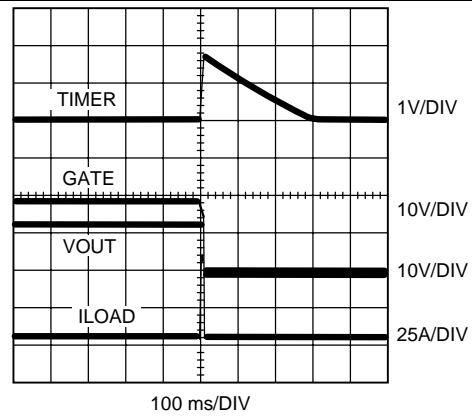 TIMER
1V/DIV
GATE
10V/DIV
VOUT
10V/DIV
ILOAD
25A/DIV
100 ms/DIV